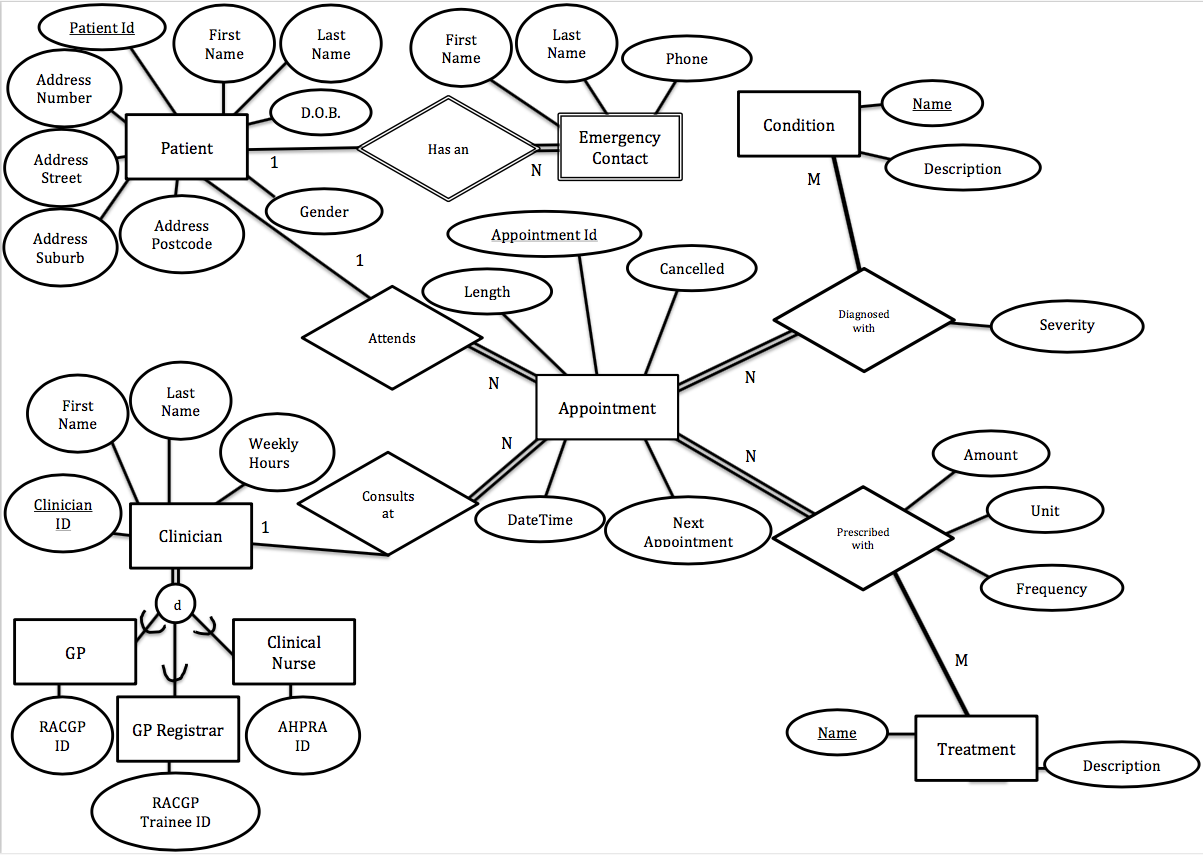 Patient Id
First
Name
Last
Name
First
Name
Last
Name
Phone
Address
Number
D.O.B.
Name
Condition
Patient
Has an
Emergency
Contact
1
N
Address
Street
Description
M
Gender
Address
Suburb
Address
Postcode
Appointment Id
1
Cancelled
Length
Diagnosed
with
Severity
Attends
N
N
Appointment
First
Name
Last
Name
Weekly
Hours
N
N
Amount
Clinician
ID
Consults
at
Unit
1
Clinician
DateTime
Next
Appointment
Prescribed
with
Frequency
d
GP
Clinical
Nurse
M
RACGP
ID
GP Registrar
AHPRA
ID
Name
Treatment
Description
RACGP
Trainee ID